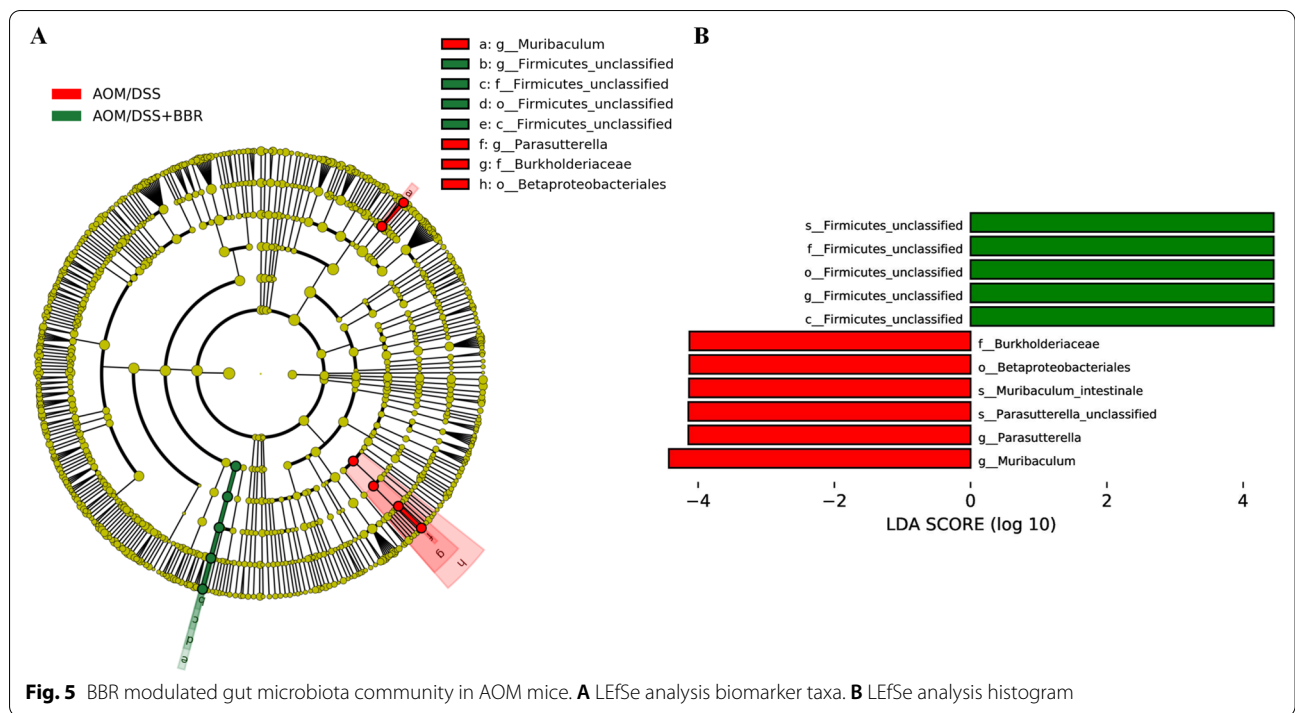 A
AOM/DSS
AOM/DSS+BBR
a: g__Muribaculum
b: g__Firmicutes_unclassified
c: f__Firmicutes_unclassified
d: o__Firmicutes_unclassified
e: c__Firmicutes_unclassified
f: g__Parasutterella
g: f__Burkholderiaceae
h: o__Betaproteobacteriales
a
f
g
h
b
c
d
e
B
s__Firmicutes_unclassified
f__Firmicutes_unclassified
o__Firmicutes_unclassified
g__Firmicutes_unclassified
c__Firmicutes_unclassified
f__Burkholderiaceae
o__Betaproteobacteriales
s__Muribaculum_intestinale
s__Parasutterella_unclassified
g__Parasutterella
g__Muribaculum
−4 −2 0 2 4
LDA SCORE (log 10)
Fig. 5 BBR modulated gut microbiota community in AOM mice. A LEfSe analysis biomarker taxa. B LEfSe analysis histogram